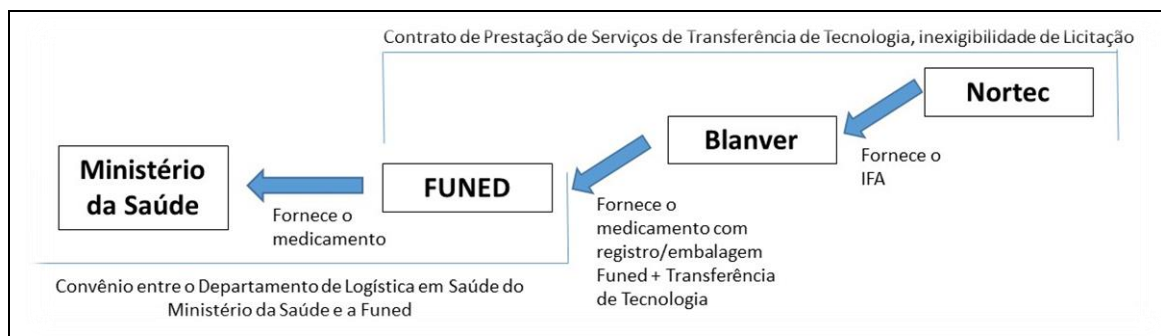 Contrato de Prestação de Serviços de Transferência de Tecnologia, inexigibilidade de Licitação
Nortec
Blanver
Fornece o
IFA
Ministério
da Saúde
FUNED
Fornece o
medicamento
Fornece o
medicamento com
registro/embalagem
Funed + Transferência
de Tecnologia
Convênio entre o Departamento de Logística em Saúde do
Ministério da Saúde e a Funed